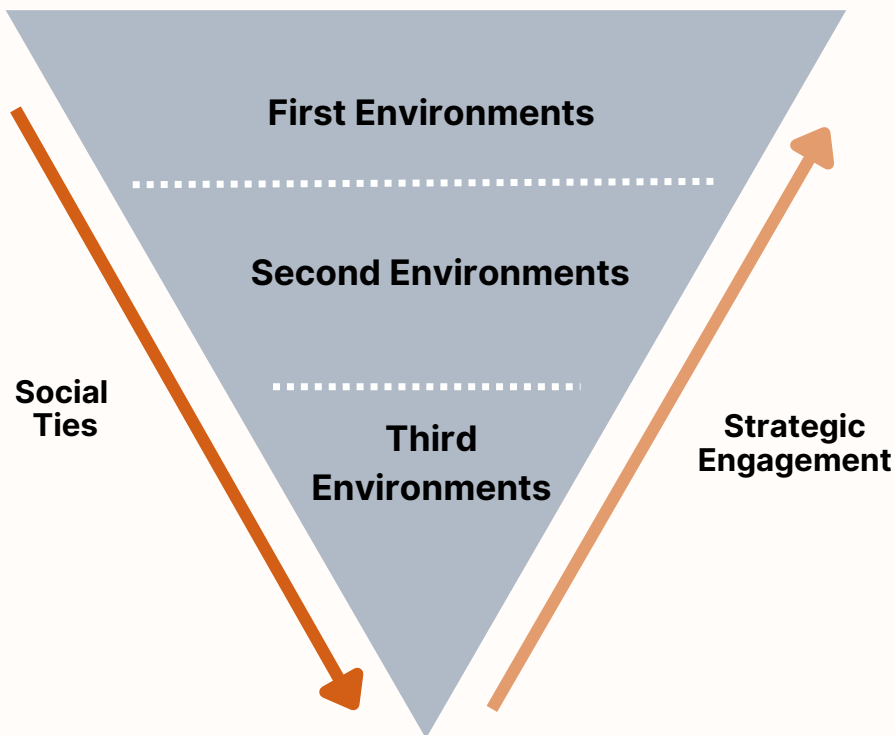 First Environments
Second Environments
Social
Ties
Third
Environments
Strategic
Engagement